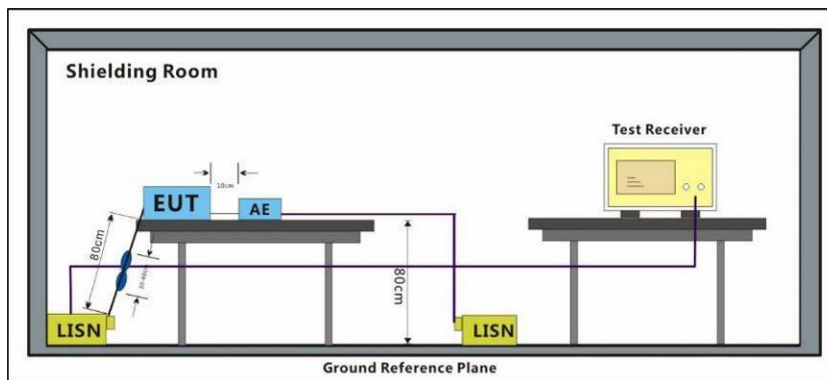 Shielding Room
Test Receiver
10cm
EUT
AE
80cm
80cm
LISN
LISN
Ground Reference Plane